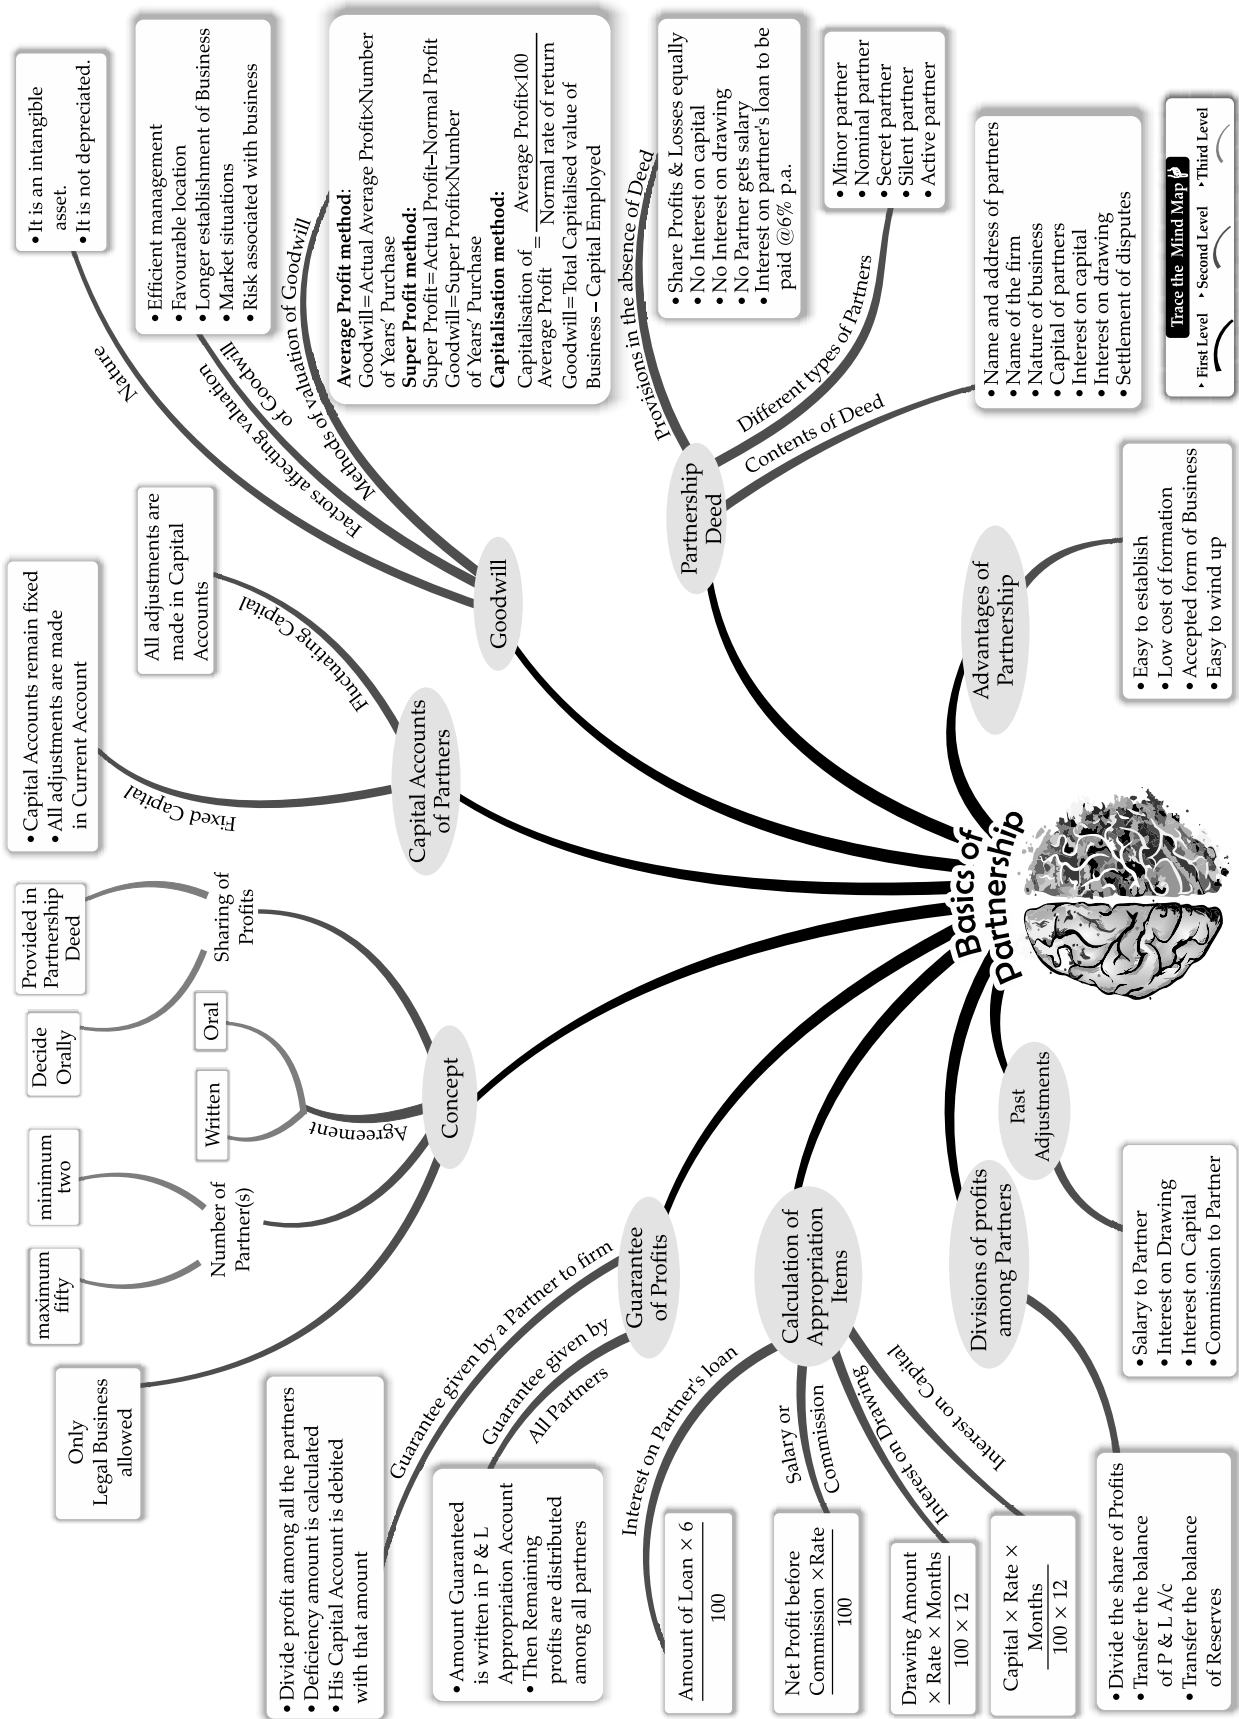 Basics of
Partnership
Advantages of
Partnership
• Easy to establish
• Low cost of formation
• Accepted form of Business
• Easy to wind up
Partnership
Deed
Provisions in the absence of Deed
• Share Profits & Losses equally
• No Interest on capital
• No Interest on drawing
• No Partner gets salary
• Interest on partner's loan to be
paid @6% p.a.
Different types of Partners
• Minor partner
• Nominal partner
• Secret partner
• Silent partner
• Active partner
Contents of Deed
• Name and address of partners
• Name of the firm
• Nature of business
• Capital of partners
• Interest on capital
• Interest on drawing
• Settlement of disputes
Goodwill
Nature
• It is an intangible
asset.
• It is not depreciated.
Factors affecting valuation
of Goodwill
• Efficient management
• Favourable location
• Longer establishment of Business
• Market situations
• Risk associated with business
Methods of valuation of Goodwill
Average Profit method:
Goodwill=Actual Average Profit×Number
of Years' Purchase
Super Profit method:
Super Profit=Actual Profit–Normal Profit
Goodwill=Super Profit×Number
of Years' Purchase
Capitalisation method:
Capitalisation of
Average Profit
=
Average Profit×100
Normal rate of return
Goodwill=Total Capitalised value of
Business – Capital Employed
Capital Accounts
of Partners
Fluctuating Capital
All adjustments are
made in Capital
Accounts
Fixed Capital
• Capital Accounts remain fixed
• All adjustments are made
in Current Account
Concept
Sharing of
Profits
Provided in
Partnership
Deed
Decide
Orally
Agreement
Oral
Written
Number of
Partner(s)
minimum
two
maximum
fifty
Only
Legal Business
allowed
Guarantee
of Profits
Guarantee given by a Partner to firm
• Divide profit among all the partners
• Deficiency amount is calculated
• His Capital Account is debited
with that amount
Guarantee given by
All Partners
• Amount Guaranteed
is written in P & L
Appropriation Account
• Then Remaining
profits are distributed
among all partners
Calculation of
Appropriation
Items
Interest on Partner's loan
Amount of Loan × 6
100
Salary or
Commission
Net Profit before
Commission ×Rate
100
Interest on Drawing
Drawing Amount
× Rate × Months
100 × 12
Interest on Capital
Capital × Rate ×
Months
100 × 12
Divisions of profits
among Partners
• Divide the share of Profits
• Transfer the balance
of P & L A/c
• Transfer the balance
of Reserves
Past
Adjustments
• Salary to Partner
• Interest on Drawing
• Interest on Capital
• Commission to Partner
Trace the Mind Map
First Level
Second Level
Third Level